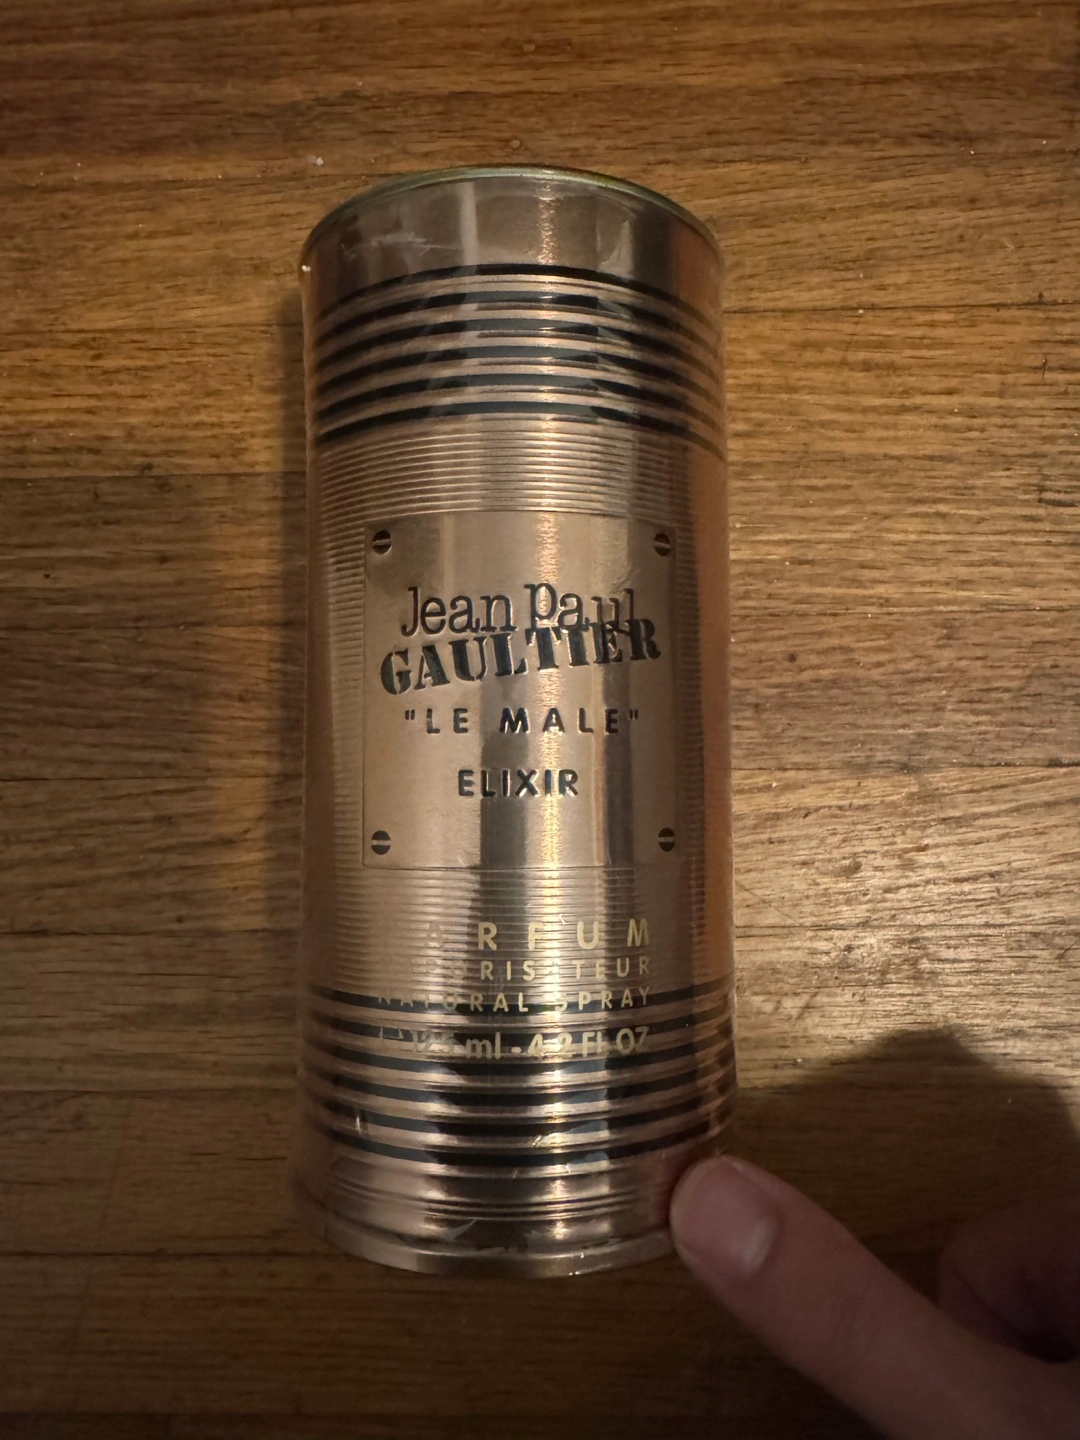 Jean Paul
GAULTIER
"LE MALE"
ELIXIR
PARFUM
VAPORISATEUR
NATURAL SPRAY
125 ml - 4.2 Fl OZ